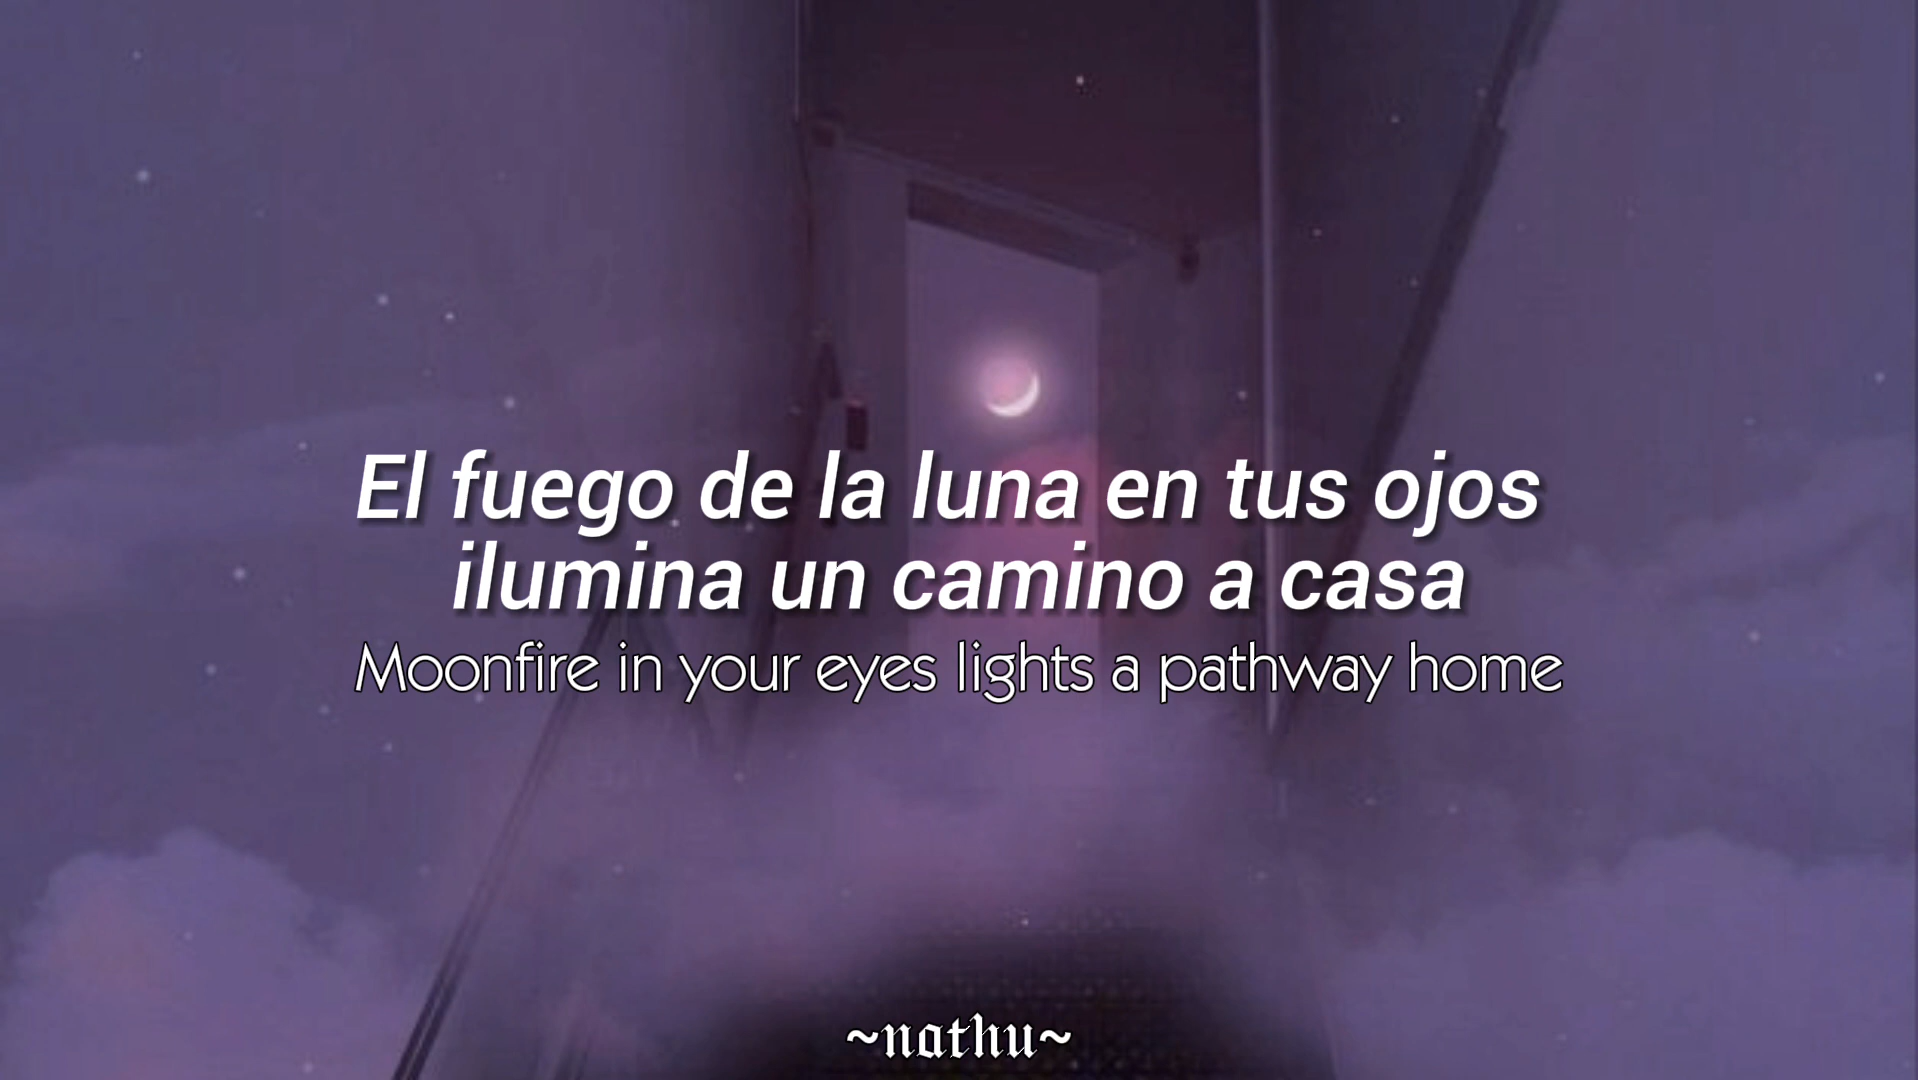 El fuego de la luna en tus ojos
ilumina un camino a casa
Moonfire in your eyes lights a pathway home
~nathu~